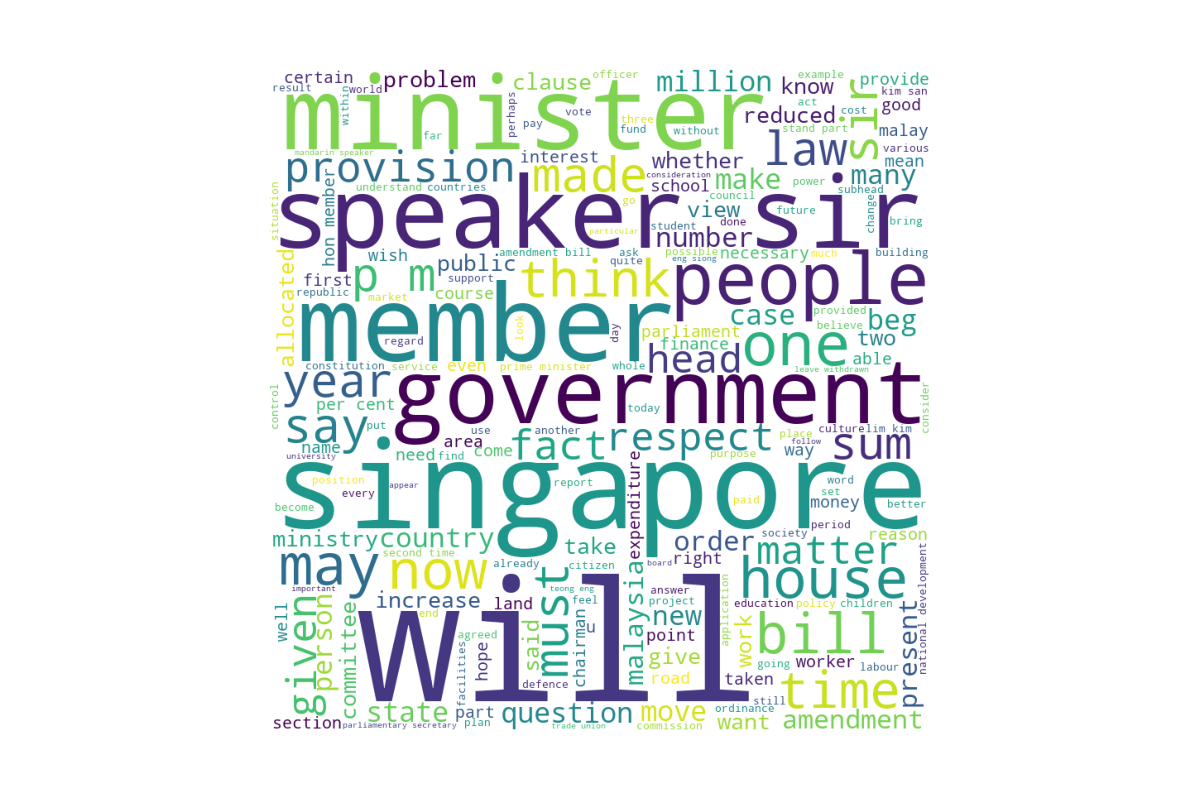 certain problem clause officer million example provide
result world minister perhaps vote pay three fund without know act cost kim san
within far reduced stand part sir good
mandarin speaker provision interest made whether law malay
various
understand countries consideration school make many mean
hon member speaker sir go student council power subhead
situation particular view done future change bring
number
wish amendment bill ask possible necessary much building
first public quite eng siong
republic p m support think people
allocated market course case provided beg
regard member look day parliament one believe two
finance head able
constitution service even prime minister whole leave withdrawn
year government control
per cent today consider
say put use another fact respect place culture lim kim sum
name area come follow way
need find purpose
university singapore position every appear report expenditure paid word set money better
become society period
ministry country take order matter reason
may second time already citizen board right house
important now teong eng must malaysia land answer project education policy children
increase will feel u new application present national development
well given person committee end agreed hope said chairman point work bill going worker labour
give
facilities defence road taken still time
state part question move ordinance
section parliamentary secretary plan trade union commission want amendment